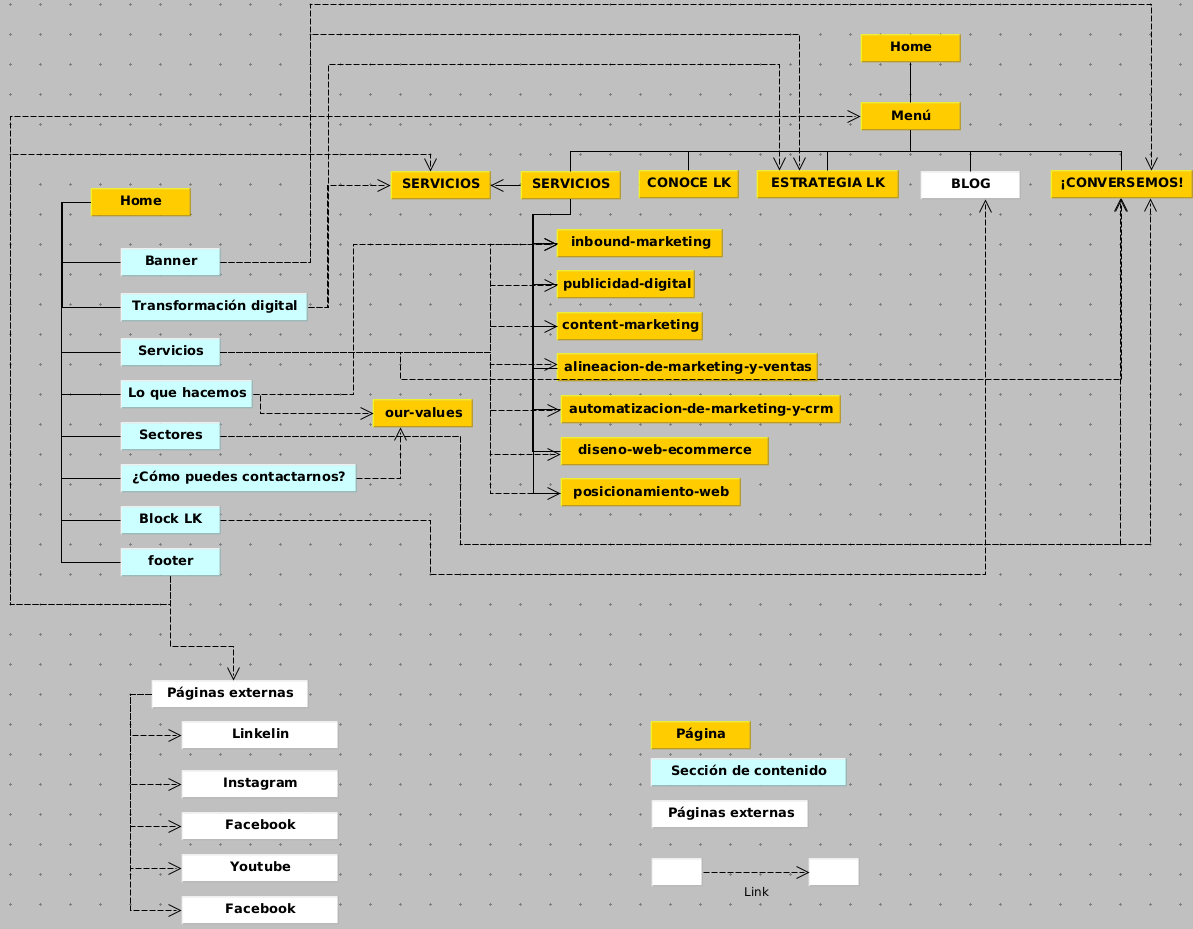 Home
Menú
SERVICIOS
SERVICIOS
CONOCE LK
ESTRATEGIA LK
BLOG
¡CONVERSEMOS!
Home
Banner
Transformación digital
Servicios
Lo que hacemos
Sectores
¿Cómo puedes contactarnos?
Block LK
footer
inbound-marketing
publicidad-digital
content-marketing
alineacion-de-marketing-y-ventas
our-values
automatizacion-de-marketing-y-crm
diseno-web-ecommerce
posicionamiento-web
Páginas externas
Linkelin
Instagram
Facebook
Youtube
Facebook
Página
Sección de contenido
Páginas externas
Link